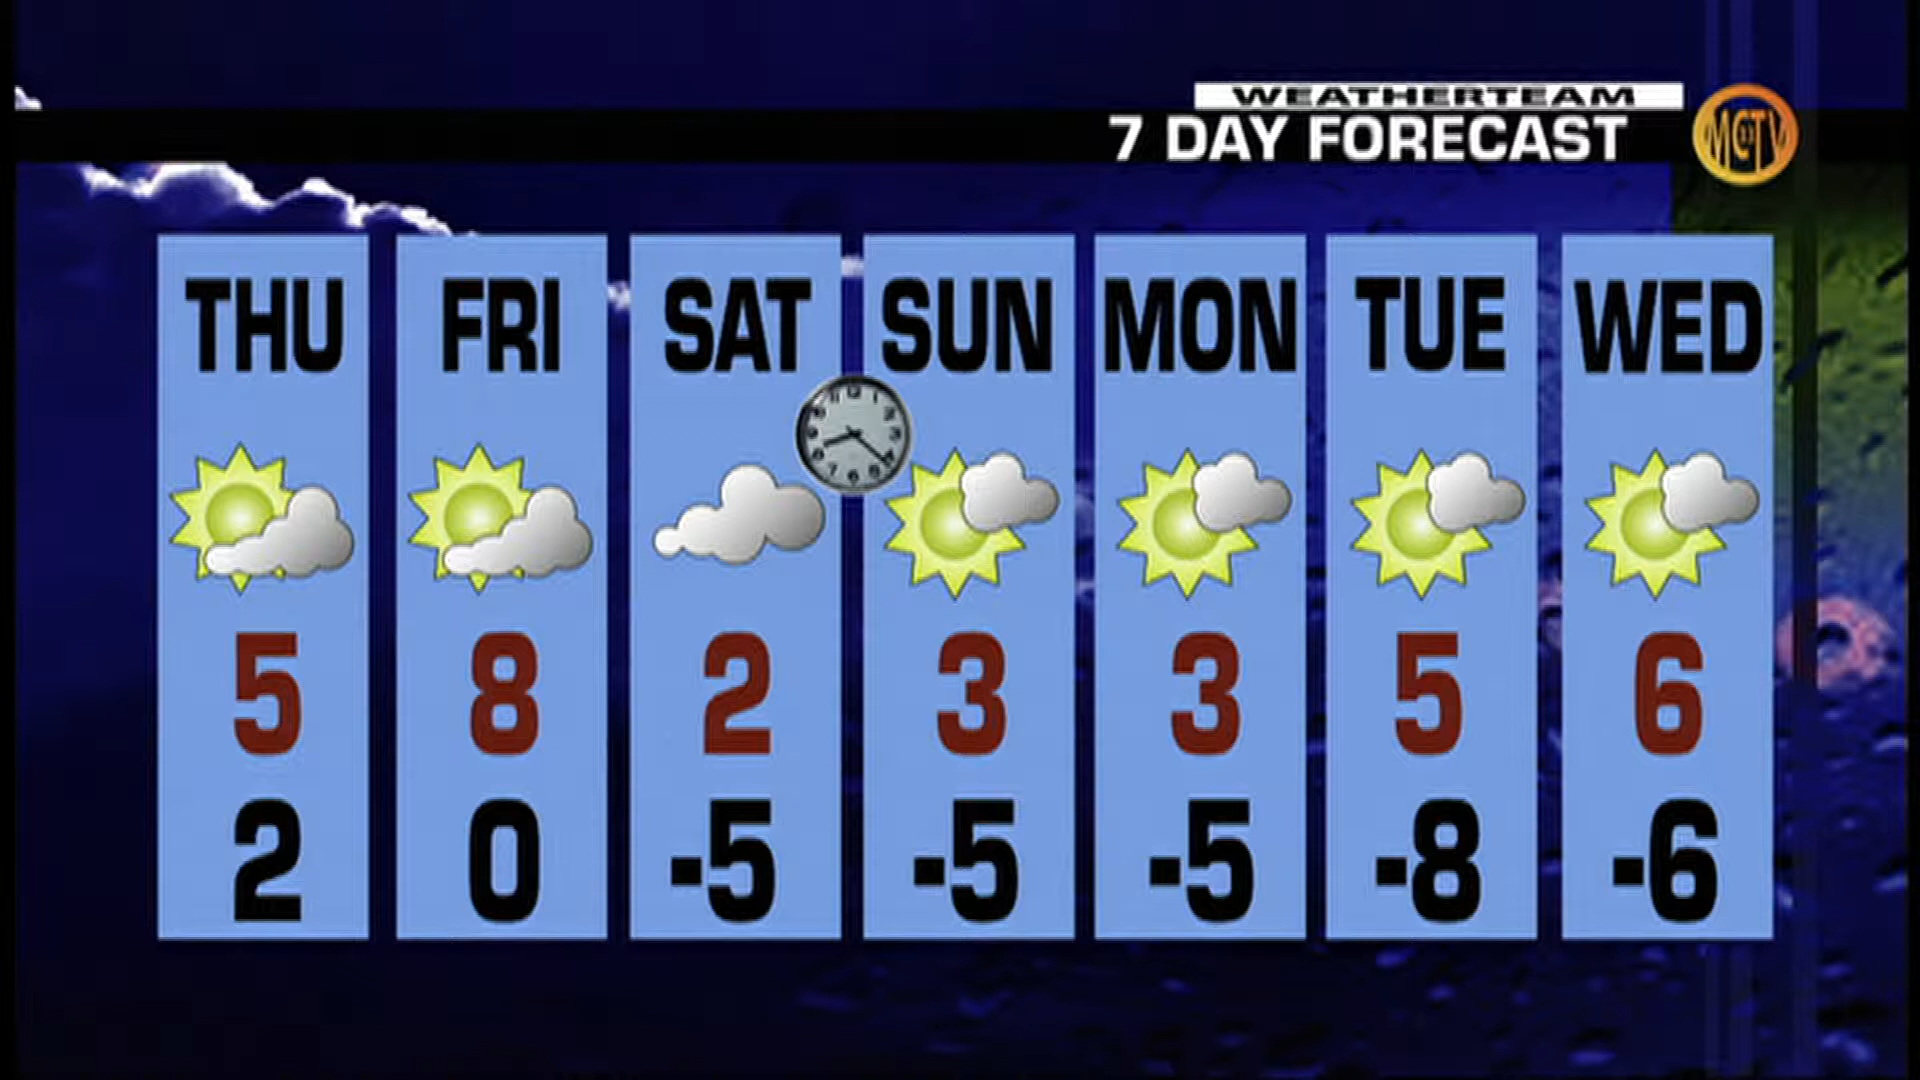 WEATHERTEAM
7 DAY FORECAST
MCTV
THU FRI SAT SUN MON TUE WED
5 8 2 3 3 5 6
2 0 -5 -5 -5 -8 -6